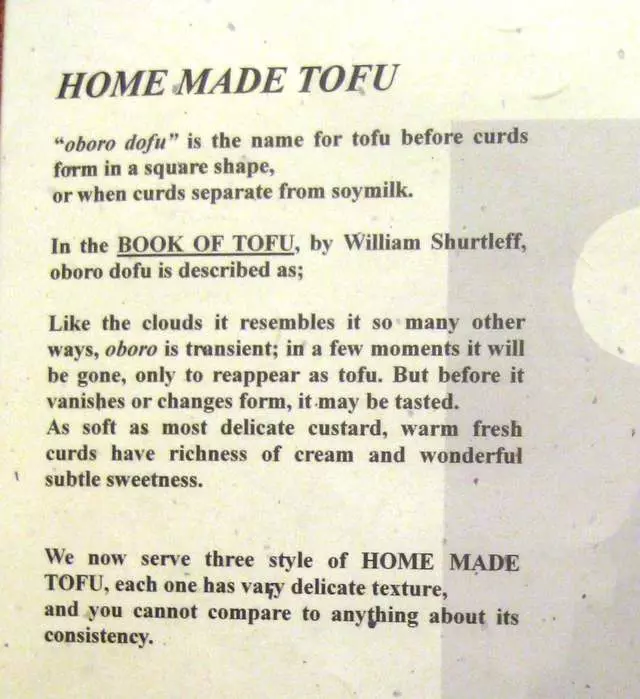 HOME MADE TOFU
"oboro dofu" is the name for tofu before curds
form in a square shape,
or when curds separate from soymilk.
In the BOOK OF TOFU, by William Shurtleff,
oboro dofu is described as;
Like the clouds it resembles it so many other
ways, oboro is transient; in a few moments it will
be gone, only to reappear as tofu. But before it
vanishes or changes form, it may be tasted.
As soft as most delicate custard, warm fresh
curds have richness of cream and wonderful
subtle sweetness.
We now serve three style of HOME MADE
TOFU, each one has vary delicate texture,
and you cannot compare to anything about its
consistency.